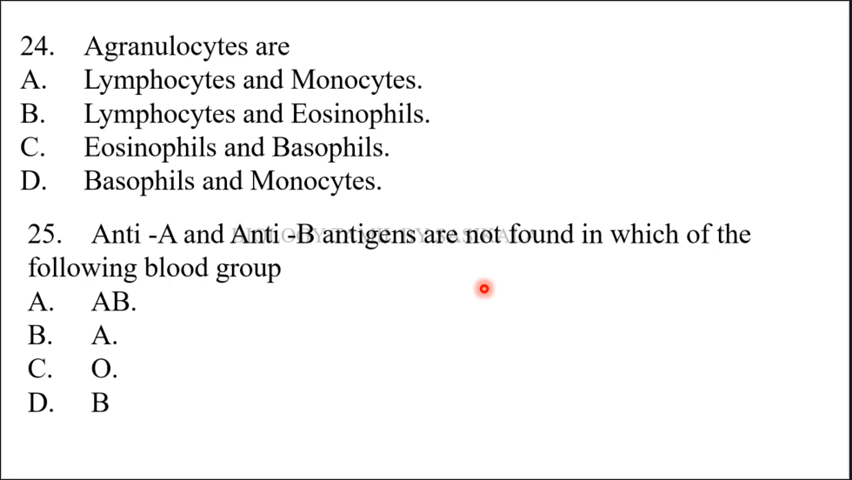 24. Agranulocytes are
A. Lymphocytes and Monocytes.
B. Lymphocytes and Eosinophils.
C. Eosinophils and Basophils.
D. Basophils and Monocytes.
25. Anti -A and Anti -B antigens are not found in which of the
following blood group
A. AB.
B. A.
C. O.
D. B